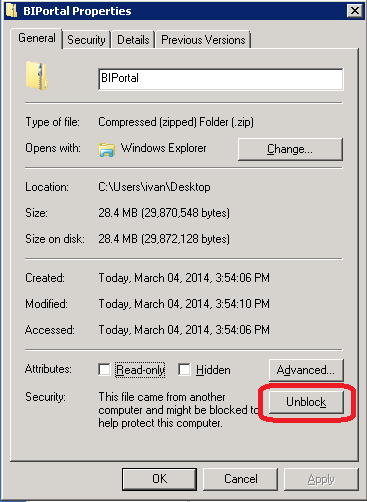 BIPortal Properties
General Security Details Previous Versions
BIPortal
Type of file: Compressed (zipped) Folder (.zip)
Opens with: Windows Explorer Change...
Location: C:\Users\ivan\Desktop
Size: 28.4 MB (29,870,548 bytes)
Size on disk: 28.4 MB (29,872,128 bytes)
Created: Today, March 04, 2014, 3:54:06 PM
Modified: Today, March 04, 2014, 3:54:10 PM
Accessed: Today, March 04, 2014, 3:54:06 PM
Attributes: Read-only Hidden Advanced...
Security: This file came from another Unblock
computer and might be blocked to
help protect this computer.
OK Cancel Apply